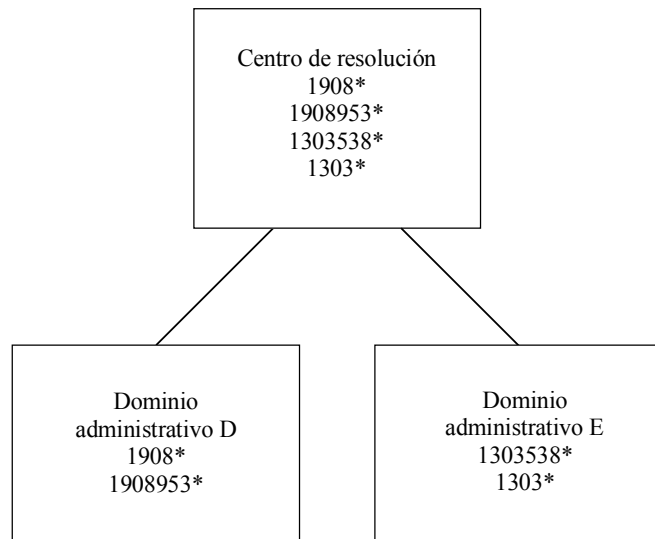 Centro de resolución
1908*
1908953*
1303538*
1303*
Dominio
administrativo D
1908*
1908953*
Dominio
administrativo E
1303538*
1303*